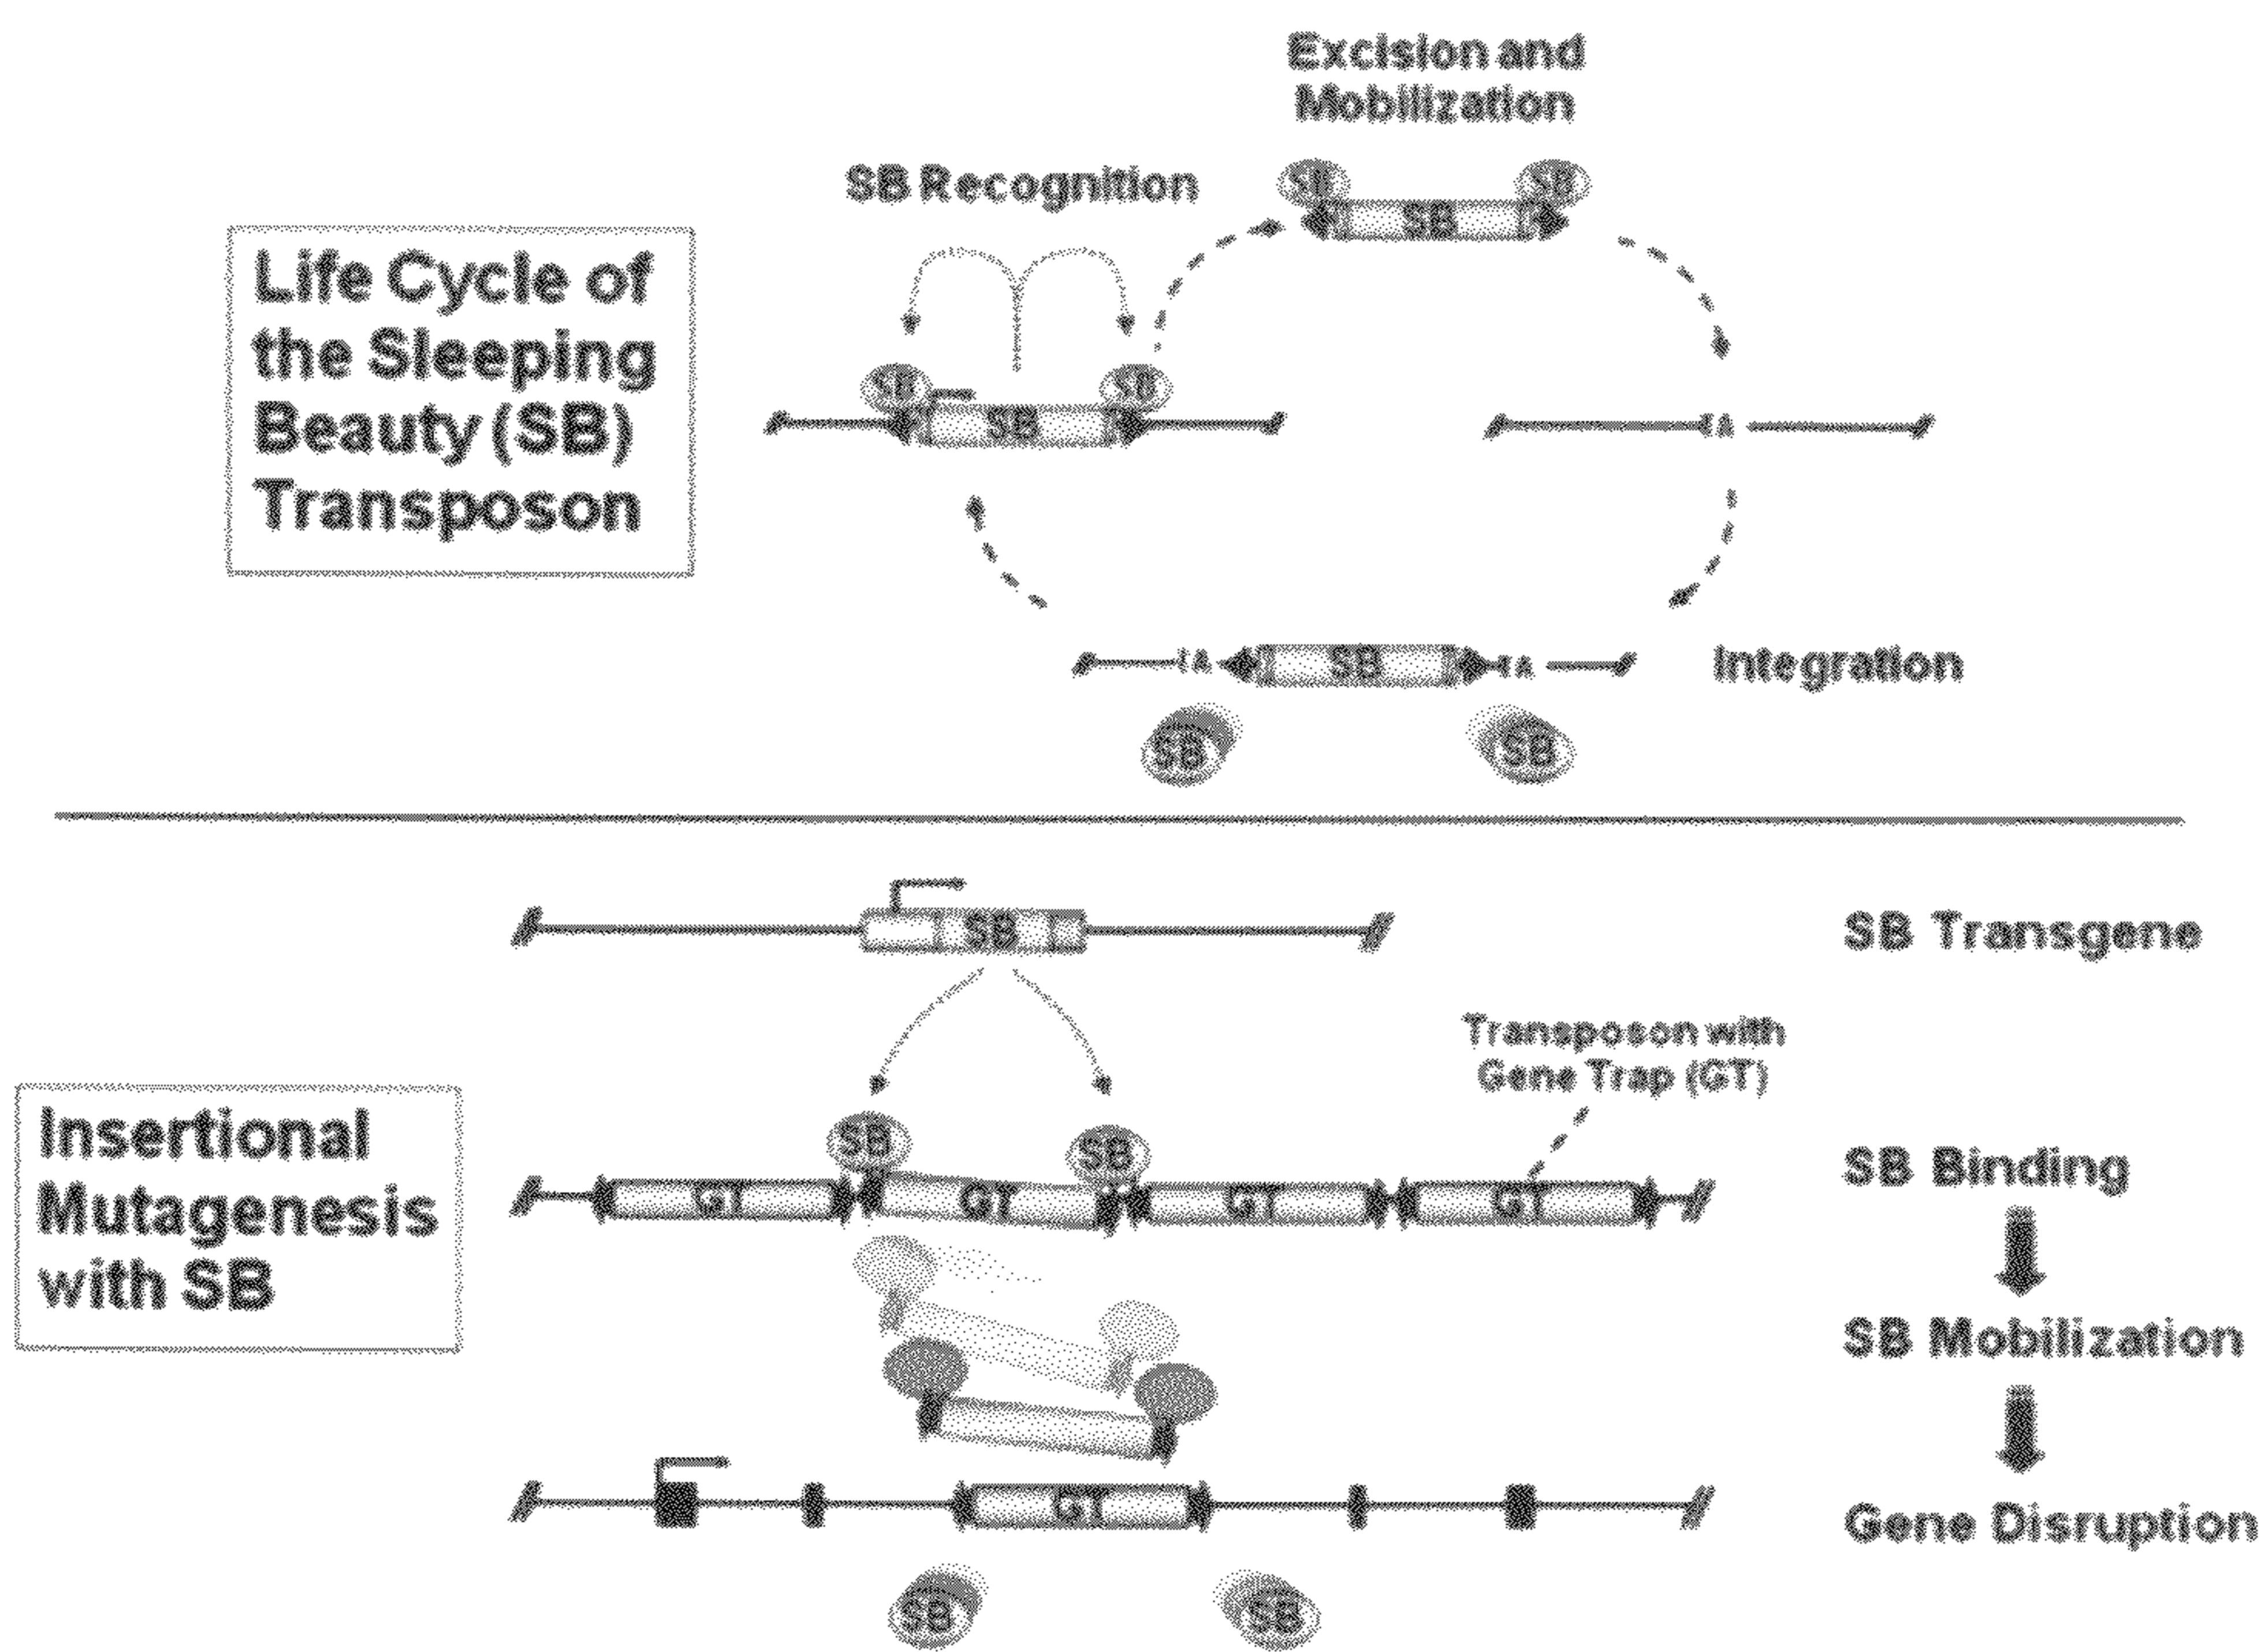 Excision and
Mobilization
SB Recognition
SB SB
SB
Life Cycle of
the Sleeping
Beauty (SB)
Transposon
SB SB
SB
TA
TA SB TA
Integration
SB SB
SB
SB Transgene
Transposon with
Gene Trap (GT)
Insertional
Mutagenesis
with SB
SB SB
GT GT GT GT
SB Binding
SB Mobilization
GT
Gene Disruption
SB SB